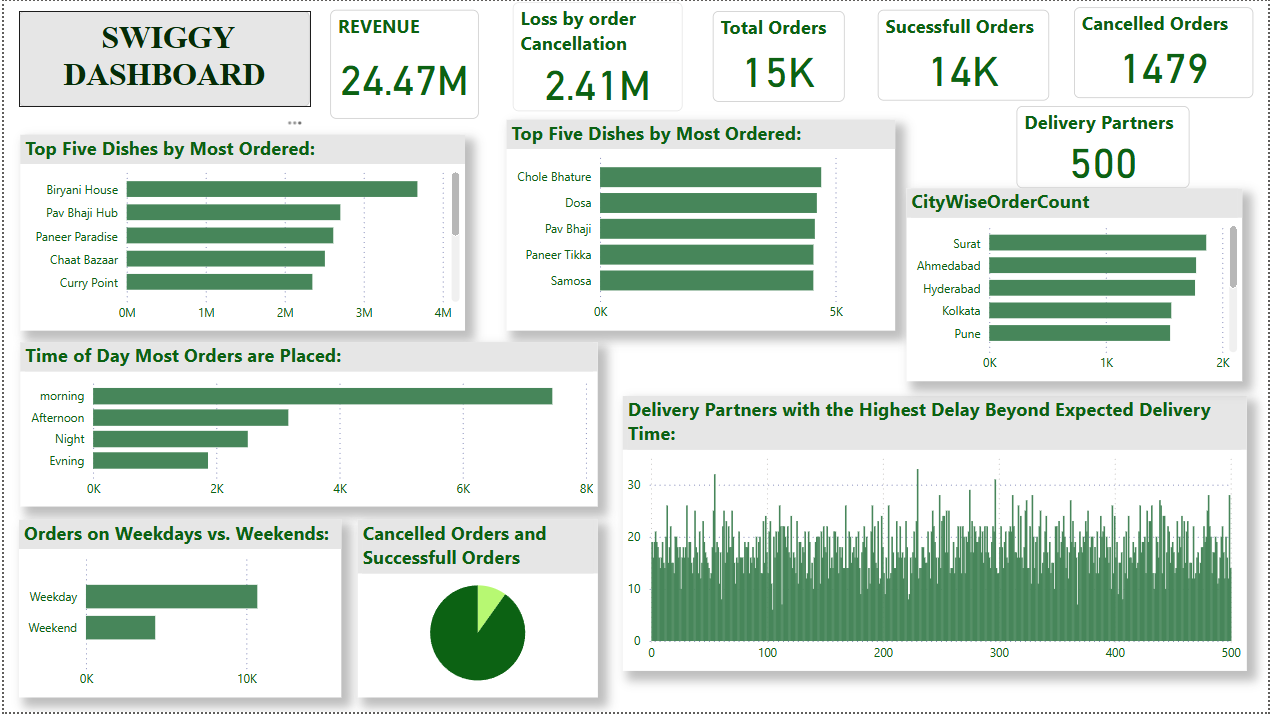 SWIGGY
DASHBOARD
REVENUE
24.47M
Loss by order
Cancellation
2.41M
Total Orders
15K
Sucessfull Orders
14K
Cancelled Orders
1479
Delivery Partners
500
Top Five Dishes by Most Ordered:
Biryani House
Pav Bhaji Hub
Paneer Paradise
Chaat Bazaar
Curry Point
0M 1M 2M 3M 4M
Top Five Dishes by Most Ordered:
Chole Bhature
Dosa
Pav Bhaji
Paneer Tikka
Samosa
0K 5K
CityWiseOrderCount
Surat
Ahmedabad
Hyderabad
Kolkata
Pune
0K 1K 2K
Time of Day Most Orders are Placed:
morning
Afternoon
Night
Evning
0K 2K 4K 6K 8K
Delivery Partners with the Highest Delay Beyond Expected Delivery
Time:
30
20
10
0
0 100 200 300 400 500
Orders on Weekdays vs. Weekends:
Weekday
Weekend
0K 10K
Cancelled Orders and
Successfull Orders